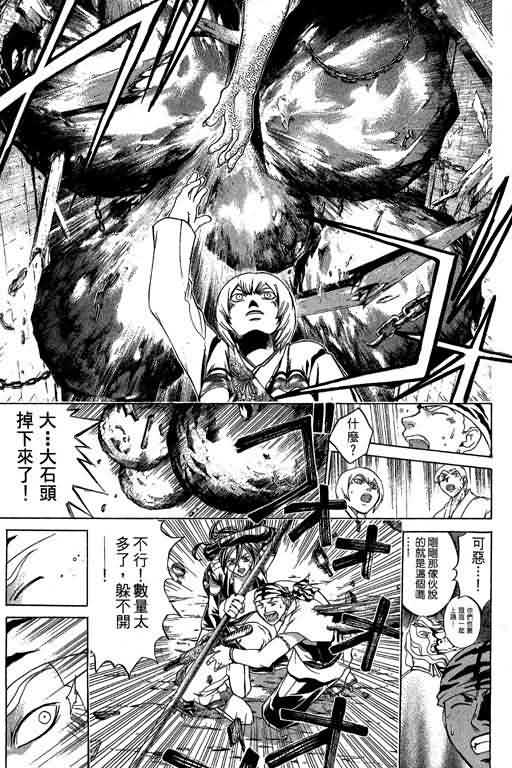 什麼？
大…大石頭
掉下來了！
可惡…！
剛剛那傢伙說
的就是這個嗎
……
不行！數量太
多了，躲不開
！